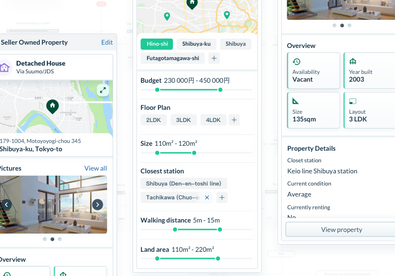 Seller Owned Property
Edit
Detached House
Via Suumo/JDS
179-1004, Motoyoyogi-chou 345
Shibuya-ku, Tokyo-to
Pictures
View all
Overview
Hino-shi
Shibuya-ku
Shibuya
Futagotamagawa-shi
+
Budget 230 000円 - 450 000円
Floor Plan
2LDK
3LDK
4LDK
+
Size 110m² - 120m²
Closest station
Shibuya (Den-en-toshi line)
Tachikawa (Chuo-
×
+
Walking distance 5m - 15m
Land area 110m² - 220m²
Overview
Availability
Vacant
Year built
2003
Size
135sqm
Layout
3 LDK
Property Details
Closet station
Keio line Shibuya station
Current condition
Average
Currently renting
No
View property